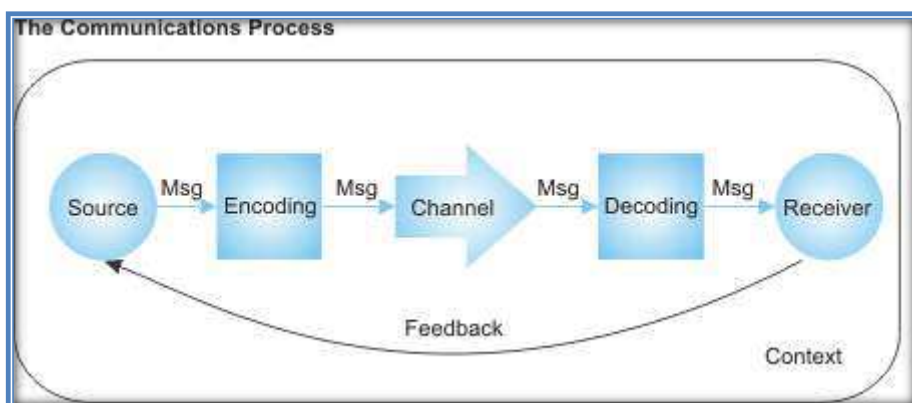 The Communications Process
Msg Msg Msg Msg
Source Encoding Channel Decoding Receiver
Feedback
Context